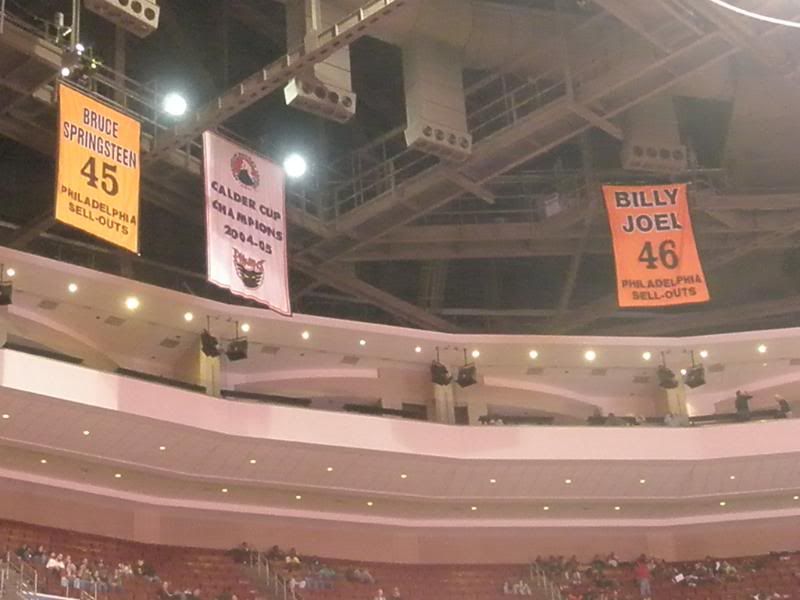 BRUCE
SPRINGSTEEN
45
PHILADELPHIA
SELL-OUTS
CALDER CUP
CHAMPIONS
2004-05
BILLY
JOEL
46
PHILADELPHIA
SELL-OUTS